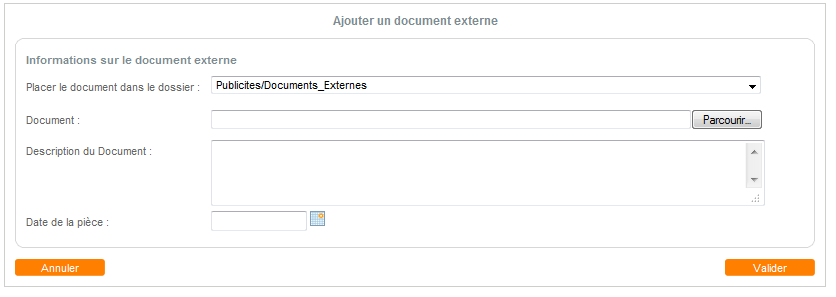 Ajouter un document externe
Informations sur le document externe
Placer le document dans le dossier : Publicites/Documents_Externes
Document : Parcourir...
Description du Document :
Date de la pièce :
Annuler Valider